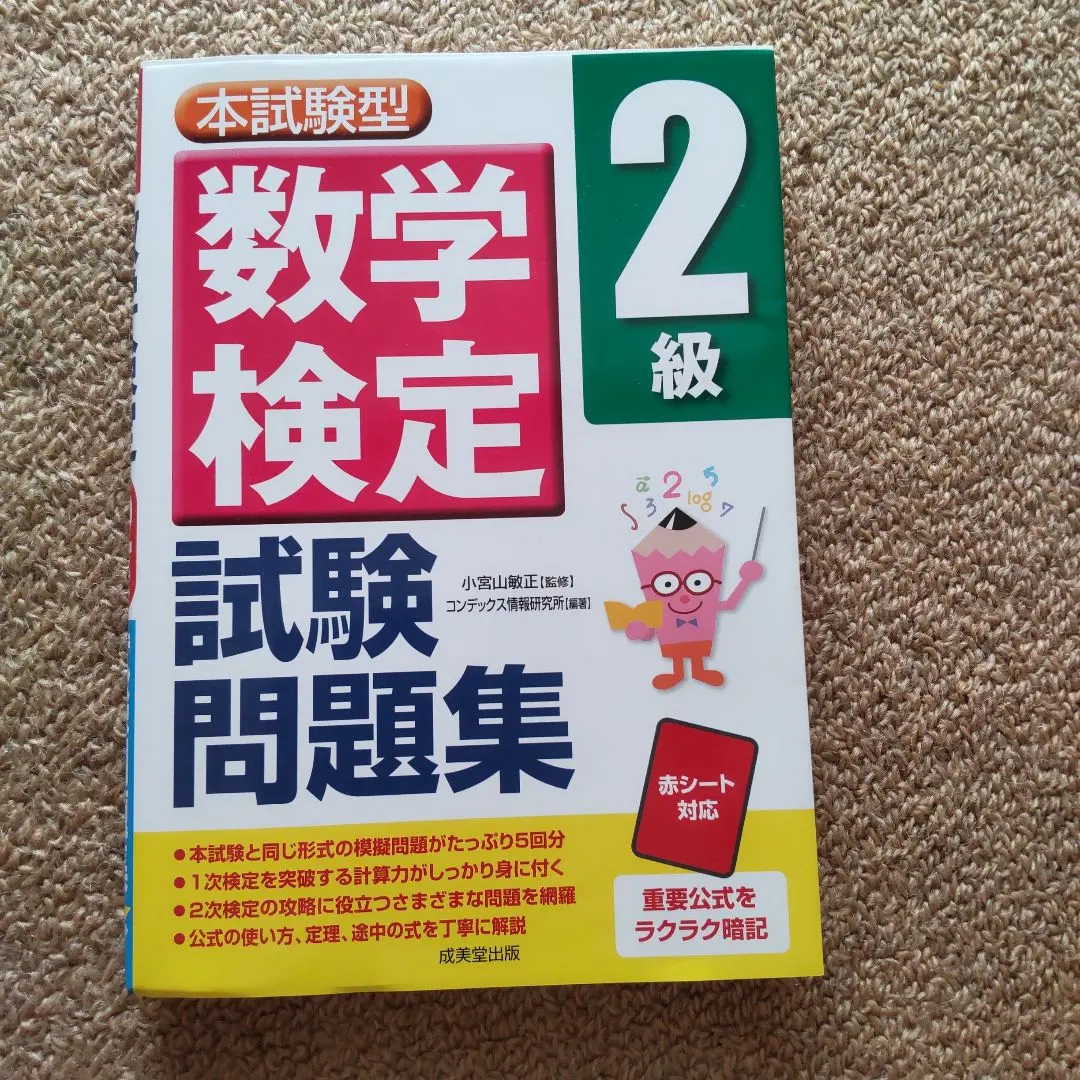 本試験型
数学
検定
2
級
試験
問題集
小宮山敏正【監修】
コンデックス情報研究所【編著】
a 2 5
∫ 3 log 7
赤シート
対応
重要公式を
ラクラク暗記
●本試験と同じ形式の模擬問題がたっぷり5回分
●1次検定を突破する計算力がしっかり身に付く
●2次検定の攻略に役立つさまざまな問題を網羅
●公式の使い方、定理、途中の式を丁寧に解説
成美堂出版